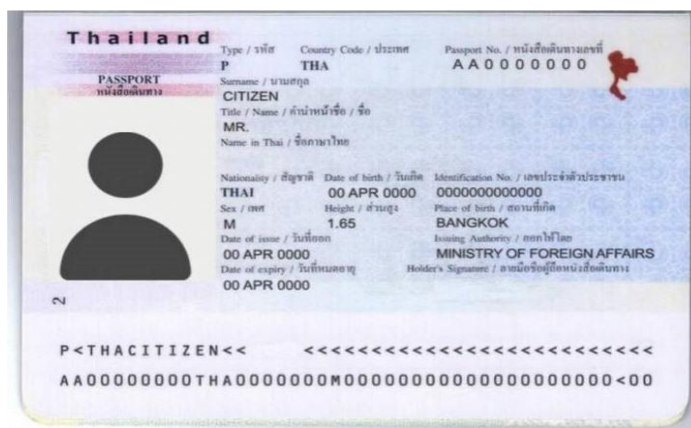 Thailand
PASSPORT
หนังสือเดินทาง
Type / รหัส Country Code / ประเทศ Passport No. / หนังสือเดินทางเลขที่
P THA AA0000000
Surname / นามสกุล
CITIZEN
Title / Name / คำนำหน้าชื่อ / ชื่อ
MR.
Name in Thai / ชื่อภาษาไทย
Nationality / สัญชาติ Date of birth / วันเกิด Identification No. / เลขประจำตัวประชาชน
THAI 00 APR 0000 0000000000000
Sex / เพศ Height / ส่วนสูง Place of birth / สถานที่เกิด
M 1.65 BANGKOK
Date of issue / วันที่ออก Issuing Authority / ออกให้โดย
00 APR 0000 MINISTRY OF FOREIGN AFFAIRS
Date of expiry / วันที่หมดอายุ Holder's Signature / ลายมือชื่อผู้ถือหนังสือเดินทาง
00 APR 0000
2
P<THACITIZEN<< <<<<<<<<<<<<<<<<<<<<<<<<<<<
AA00000000THA0000000M0000000000000000000000<00